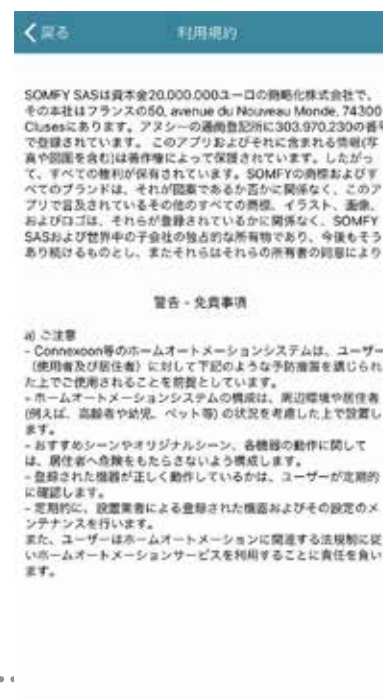 戻る
利用規約
SOMFY SASは資本金20.000.000ユーロの簡略化株式会社で、
その本社はフランスの50, avenue du Nouveau Monde, 74300
Clusesにあります。アヌシーの通商登記所に303.970.230の番号
で登録されています。このアプリおよびそれに含まれる情報(写
真や図面を含む)は著作権によって保護されています。したがっ
て、すべての権利が保有されています。SOMFYの商標およびす
べてのブランドは、それが図案であるか否かに関係なく、このア
プリで言及されているその他のすべての商標、イラスト、画像、
およびロゴは、それらが登録されているかに関係なく、SOMFY
SASおよび世界中の子会社の独占的な所有物であり、今後もそう
あり続けるものとし、またそれらはそれらの所有者の同意により
警告 - 免責事項
a) ご注意
- Connexoon等のホームオートメーションシステムは、ユーザー
(使用者及び居住者) に対して下記のような予防措置を講じられ
た上でご使用されることを前提としています。
- ホームオートメーションシステムの構成は、周辺環境や居住者
(例えば、高齢者や幼児、ペット等) の状況を考慮した上で設置し
ます。
- おすすめシーンやオリジナルシーン、各機器の動作に関して
は、居住者へ危険をもたらさないよう構成します。
- 登録された機器が正しく動作しているかは、ユーザーが定期的
に確認します。
- 定期的に、設置業者による登録された機器およびその設定のメ
ンテナンスを行います。
また、ユーザーはホームオートメーションに関連する法規制に従
いホームオートメーションサービスを利用することに責任を負い
ます。